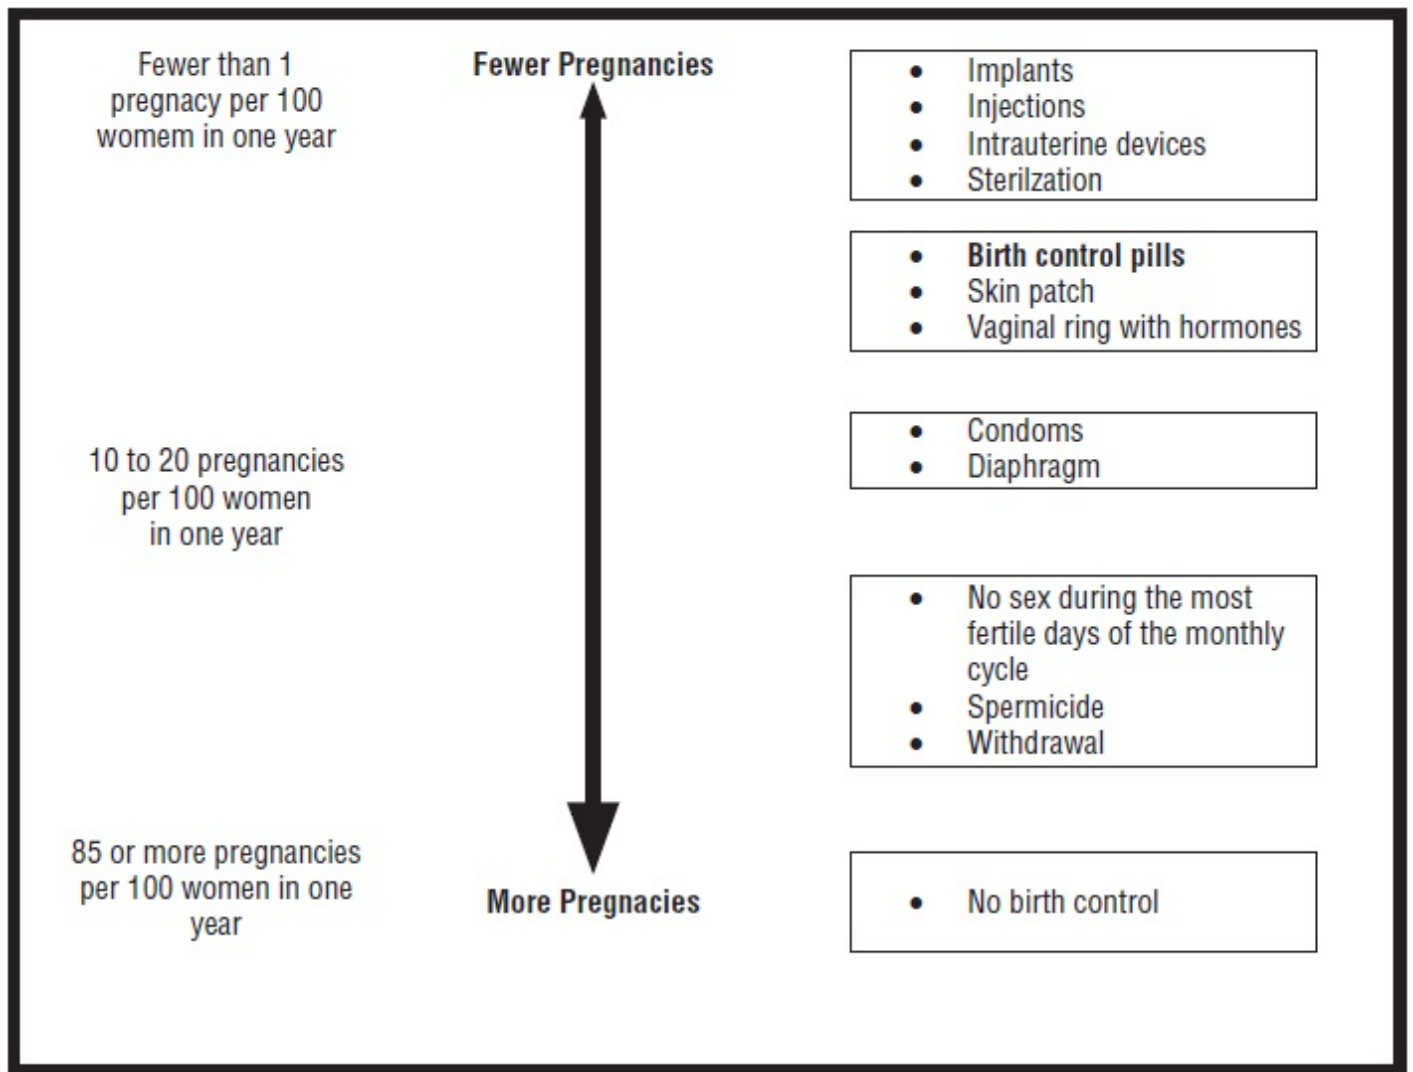 Fewer than 1
pregnacy per 100
womem in one year
Fewer Pregnancies
• Implants
• Injections
• Intrauterine devices
• Sterilzation
• Birth control pills
• Skin patch
• Vaginal ring with hormones
10 to 20 pregnancies
per 100 women
in one year
• Condoms
• Diaphragm
• No sex during the most
fertile days of the monthly
cycle
• Spermicide
• Withdrawal
85 or more pregnancies
per 100 women in one
year
More Pregnacies
• No birth control